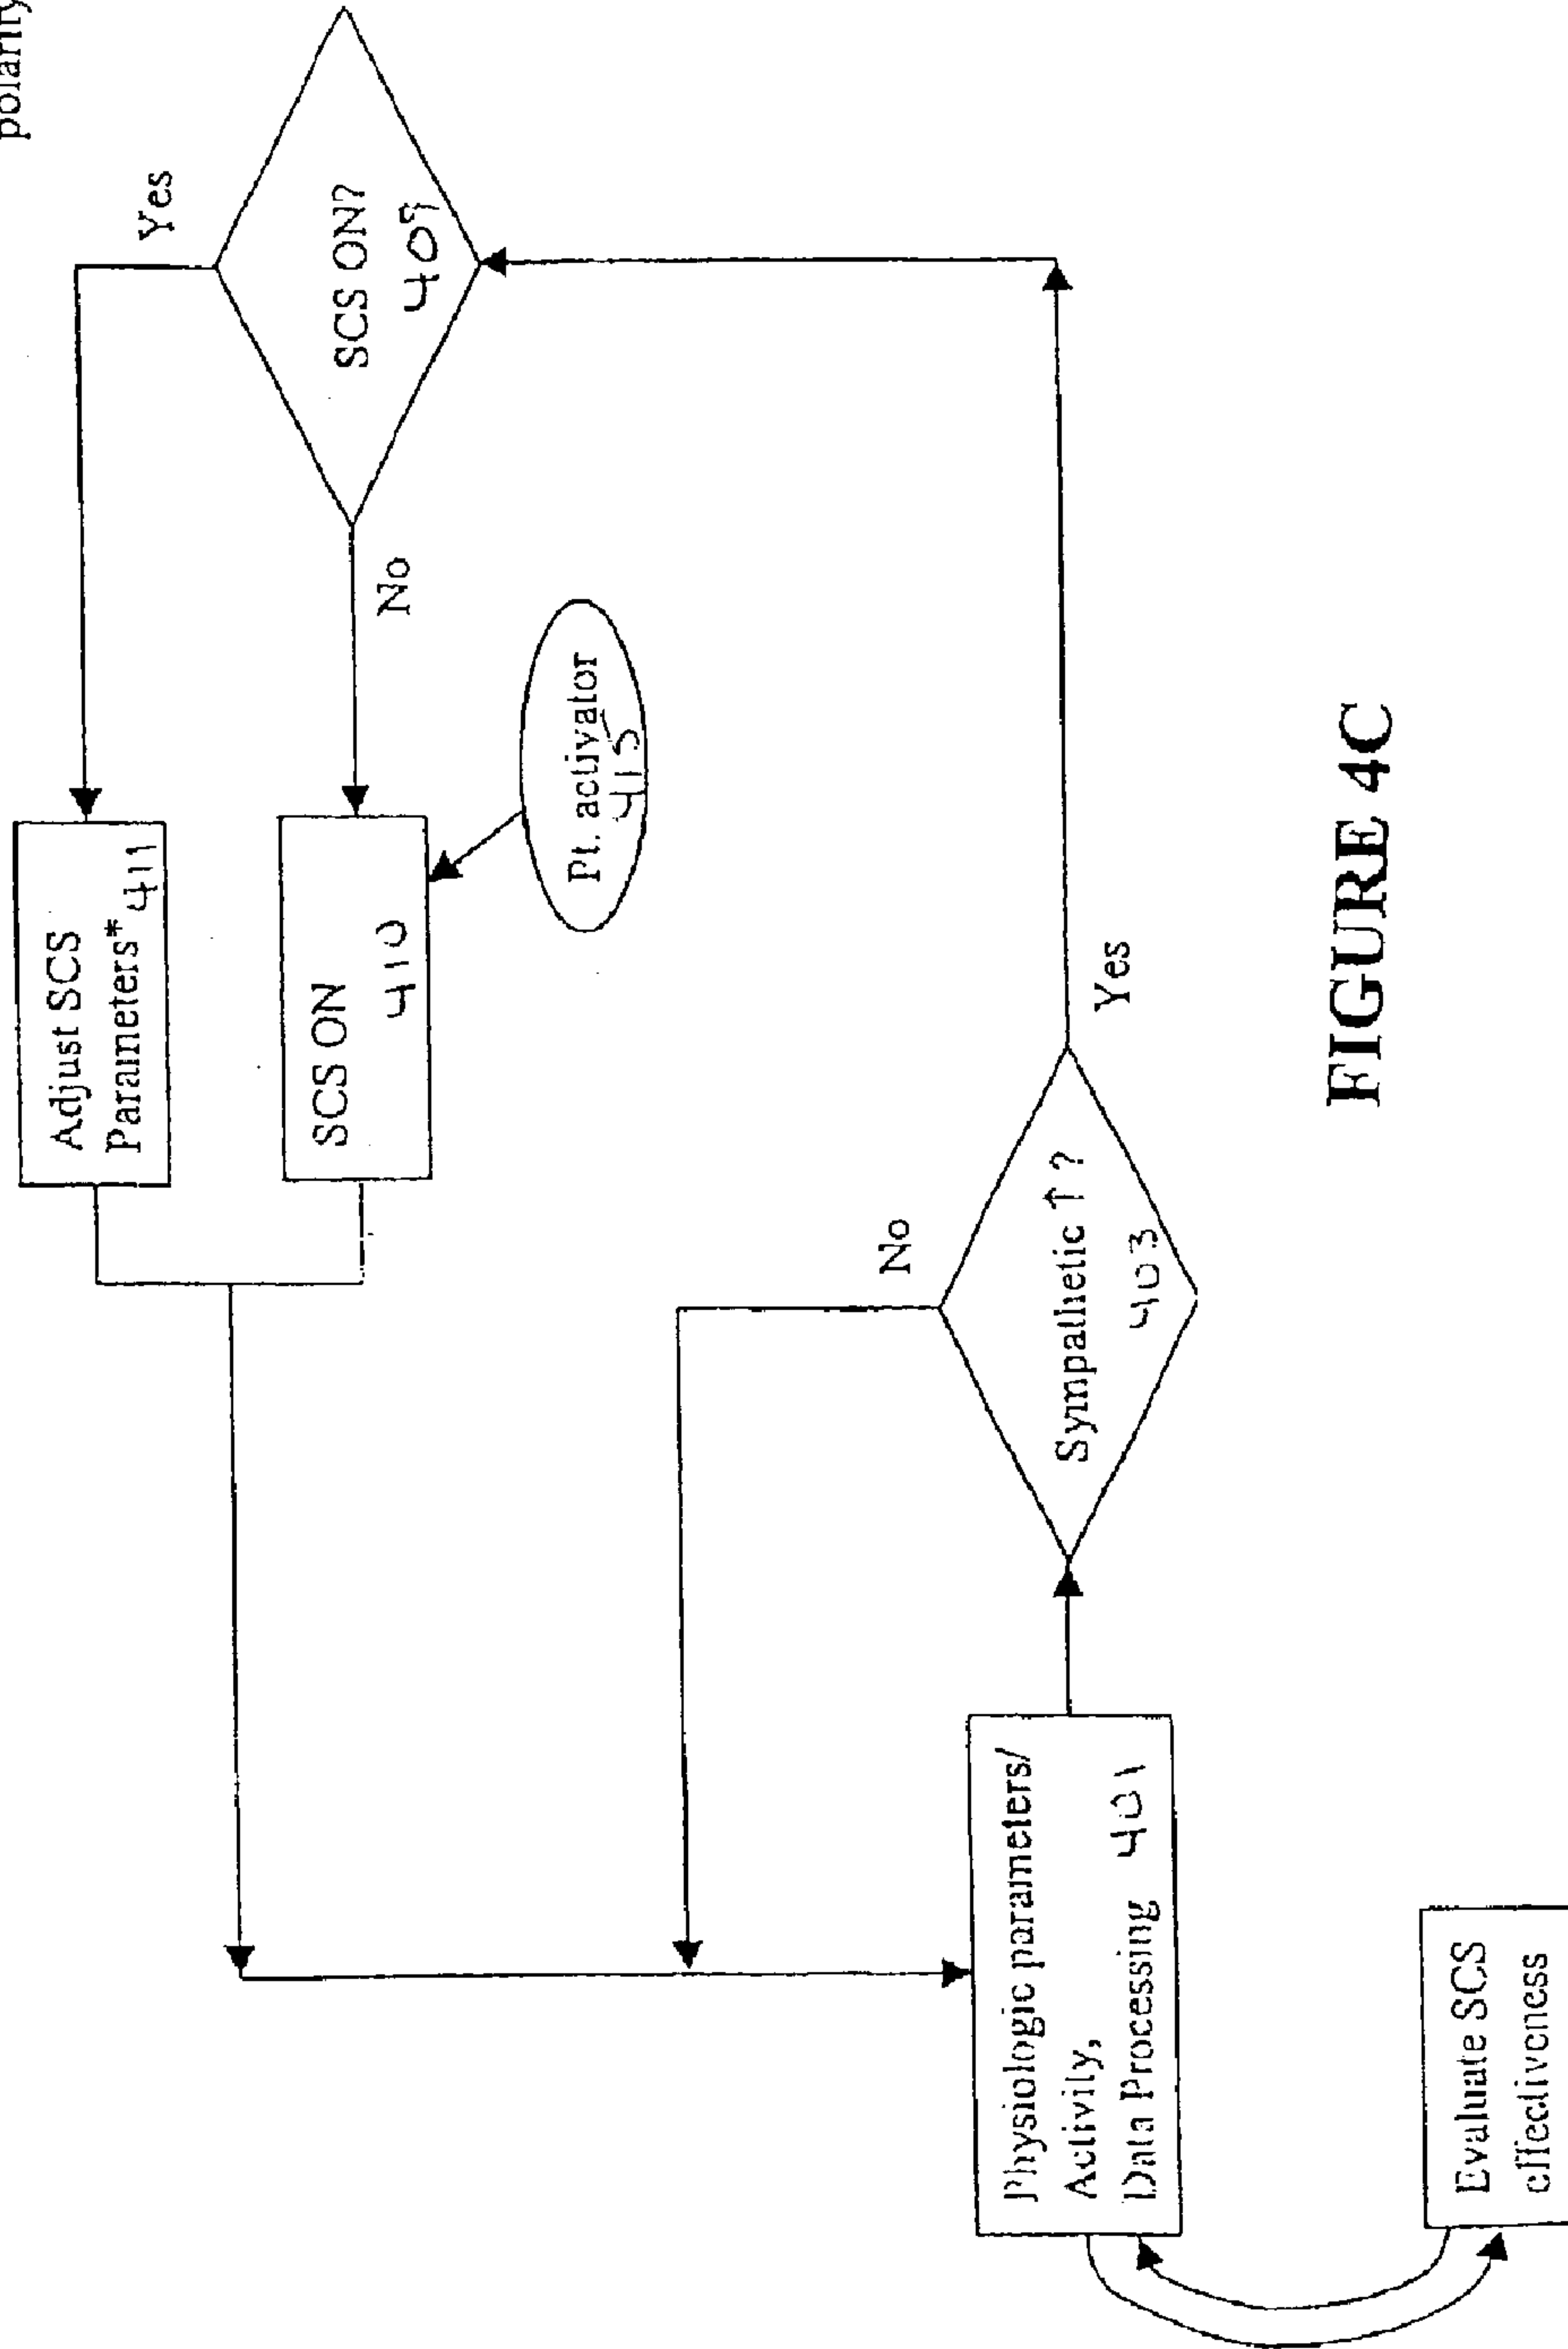 polarity
Yes
Adjust SCS
Parameters* 411
SCS ON?
409
No
SCS ON
410
Pt. activator
415
No
Sympathetic ↑?
403
Yes
Physiologic parameters/
Activity,
Data Processing 401
Evaluate SCS
effectiveness
FIGURE 4C